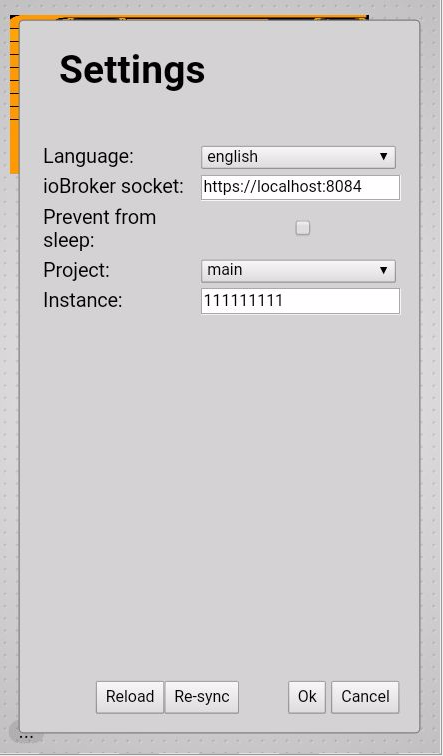 Settings
Language: english
ioBroker socket: https://localhost:8084
Prevent from
sleep:
Project: main
Instance: 111111111
Reload Re-sync Ok Cancel
...